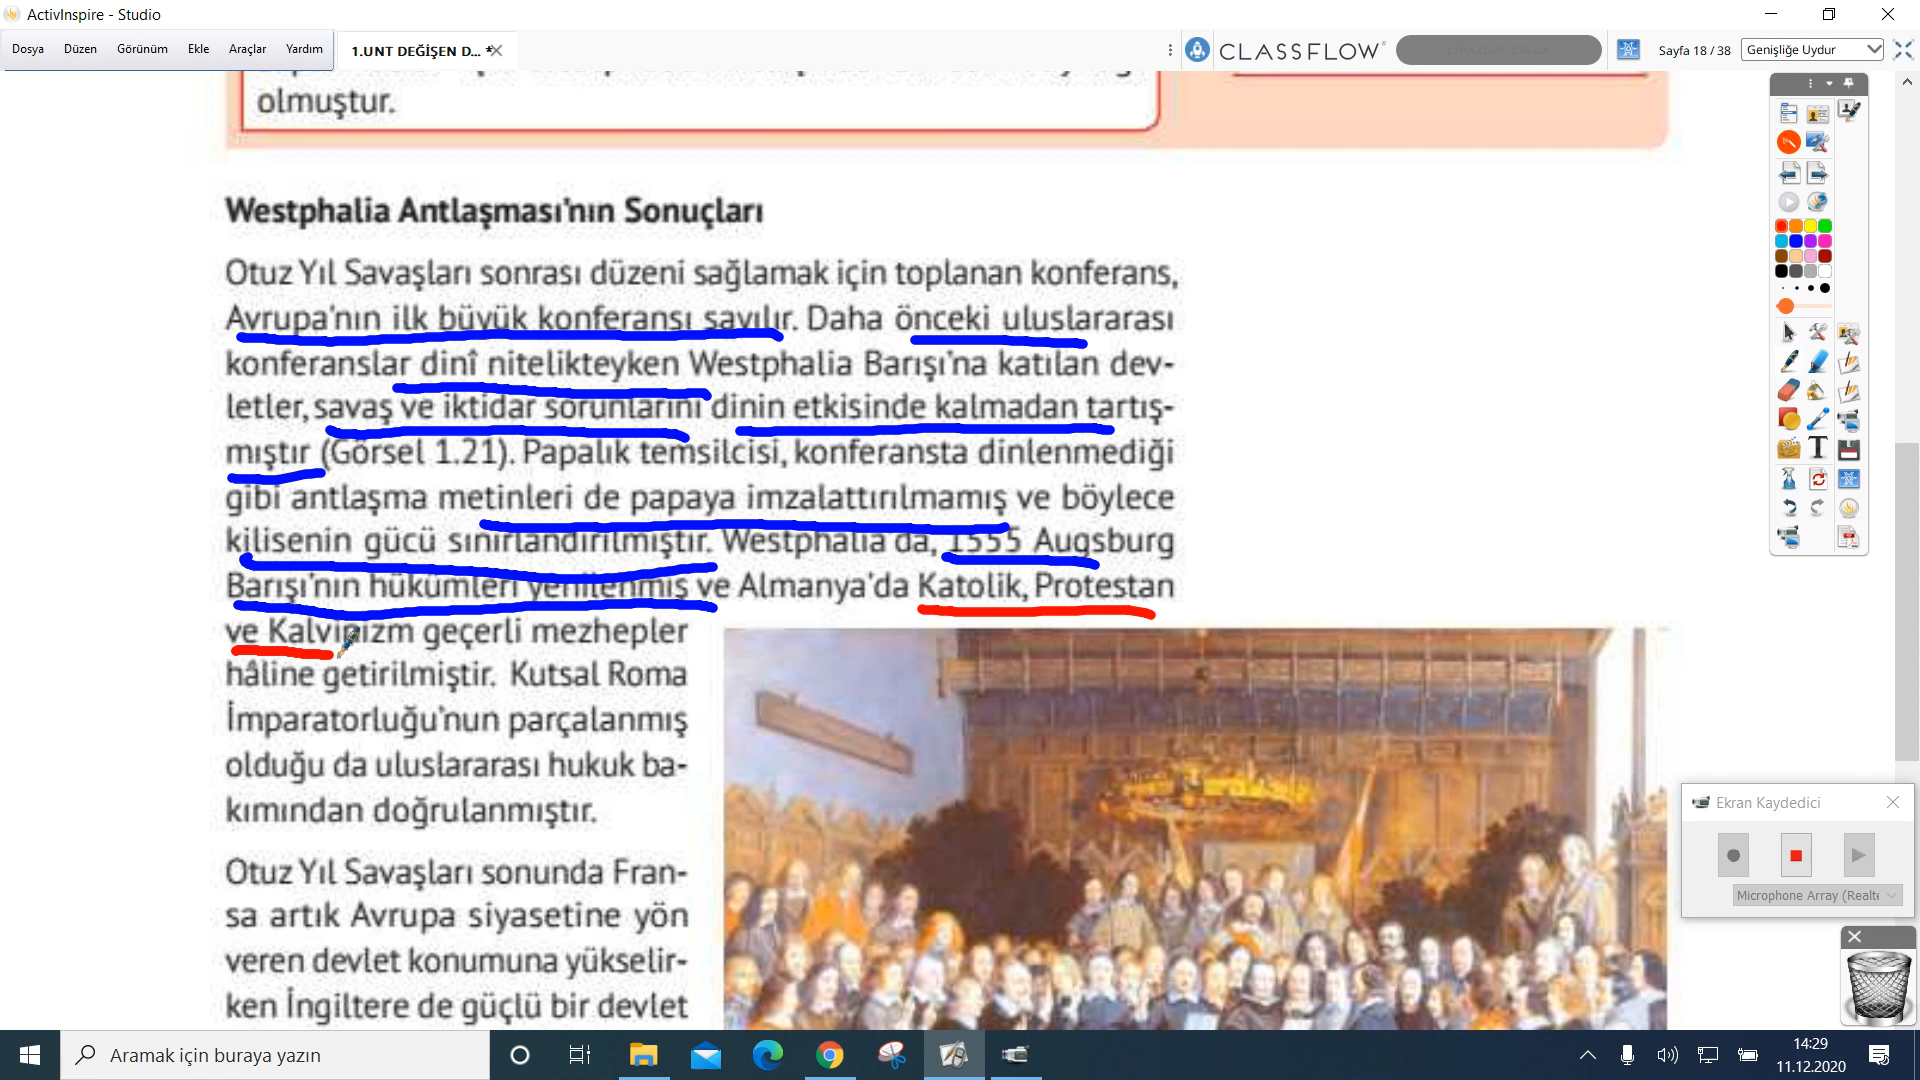 ActivInspire - Studio
Dosya Düzen Görünüm Ekle Araçlar Yardım
1.UNT DEĞİŞEN D... *
CLASSFLOW
Sayfa 18 / 38
Genişliğe Uydur
olmuştur.
Westphalia Antlaşması'nın Sonuçları
Otuz Yıl Savaşları sonrası düzeni sağlamak için toplanan konferans,
Avrupa'nın ilk büyük konferansı sayılır. Daha önceki uluslararası
konferanslar dinî nitelikteyken Westphalia Barışı'na katılan dev-
letler, savaş ve iktidar sorunlarını dinin etkisinde kalmadan tartış-
mıştır (Görsel 1.21). Papalık temsilcisi, konferansta dinlenmediği
gibi antlaşma metinleri de papaya imzalattırılmamış ve böylece
kilisenin gücü sınırlandırılmıştır. Westphalia'da, 1555 Augsburg
Barışı'nın hükümleri yenilenmiş ve Almanya'da Katolik, Protestan
ve Kalvinizm geçerli mezhepler
hâline getirilmiştir. Kutsal Roma
İmparatorluğu'nun parçalanmış
olduğu da uluslararası hukuk ba-
kımından doğrulanmıştır.
Otuz Yıl Savaşları sonunda Fran-
sa artık Avrupa siyasetine yön
veren devlet konumuna yükselir-
ken İngiltere de güçlü bir devlet
Ekran Kaydedici
Microphone Array (Realte
Aramak için buraya yazın
14:29
11.12.2020